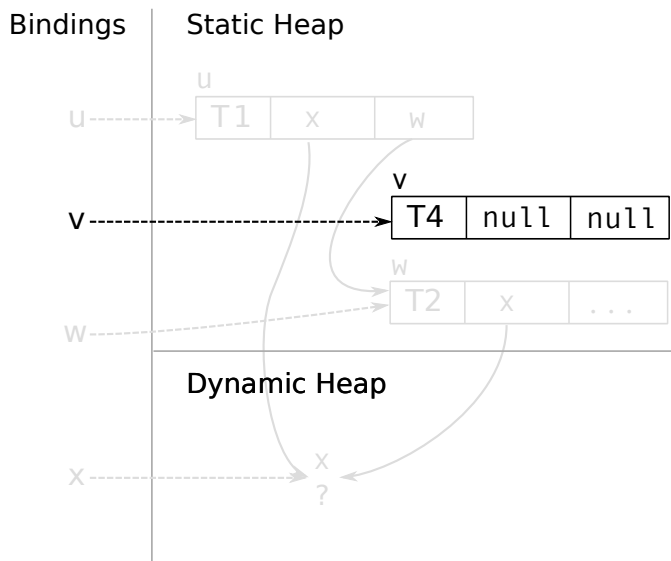 Bindings Static Heap
u
u T1 x w
v
v T4 null null
w
T2 x ...
w
Dynamic Heap
x
x
?